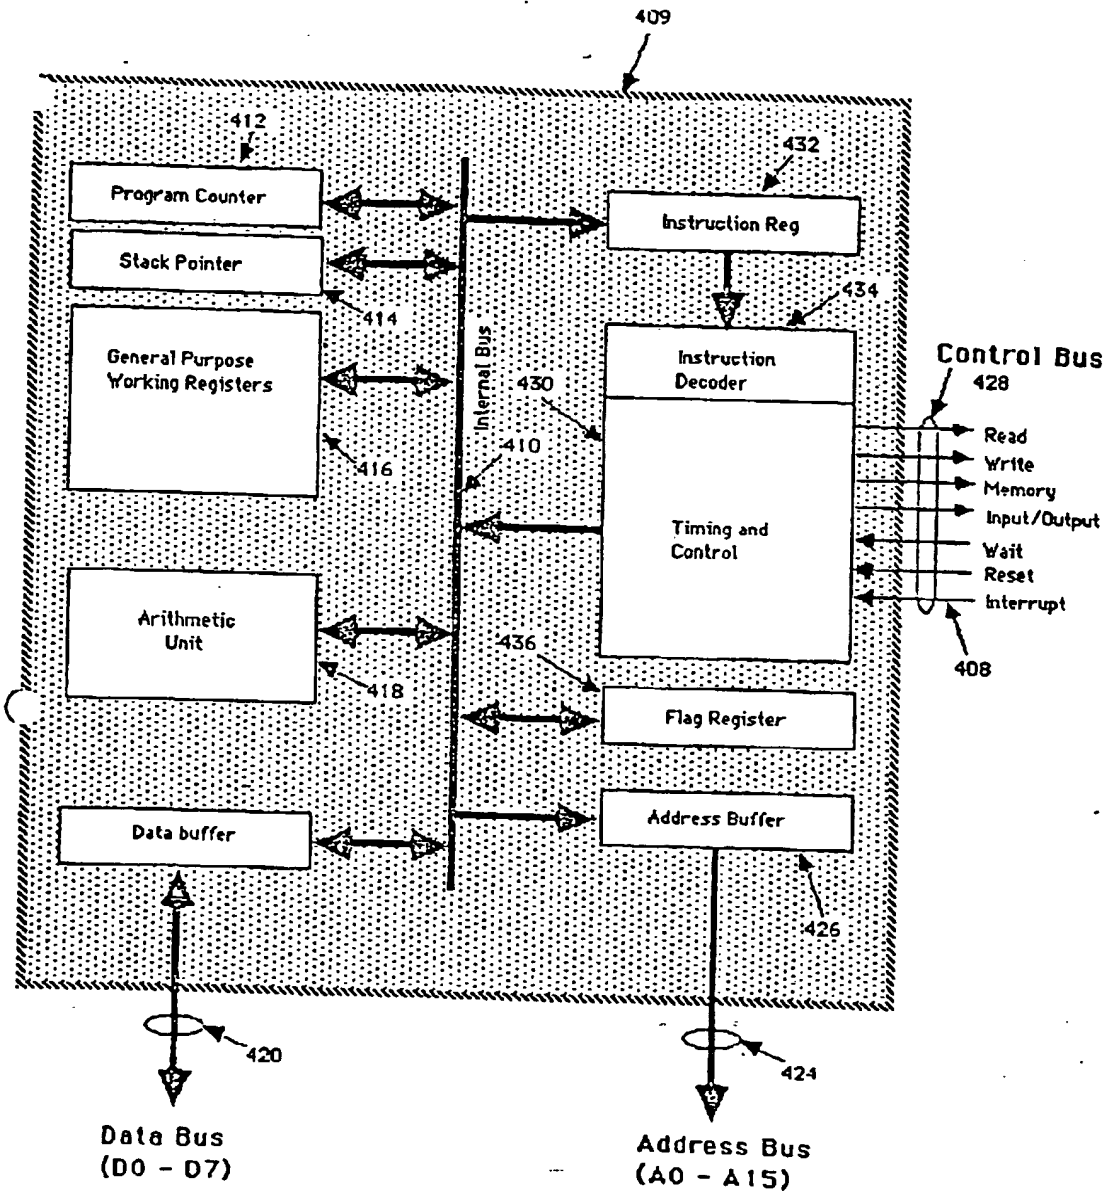 409
412
Program Counter
Stack Pointer
414
General Purpose
Working Registers
416
Arithmetic
Unit
418
Data buffer
420
Data Bus
(D0 - D7)
Internal Bus
410
432
Instruction Reg
434
Instruction
Decoder
430
Timing and
Control
436
Flag Register
Address Buffer
426
424
Address Bus
(A0 - A15)
Control Bus
428
Read
Write
Memory
Input/Output
Wait
Reset
Interrupt
408